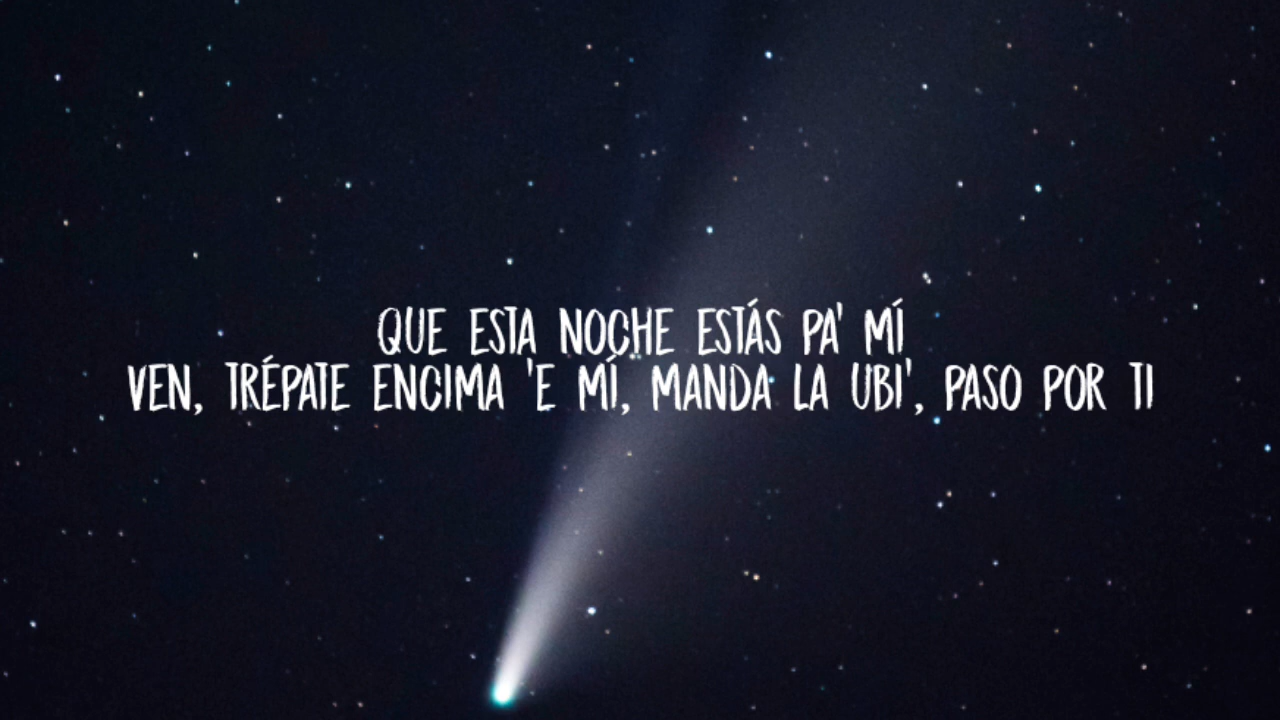 QUE ESTA NOCHE ESTÁS PA' MÍ
VEN, TRÉPATE ENCIMA 'E MÍ, MANDA LA UBI', PASO POR TI